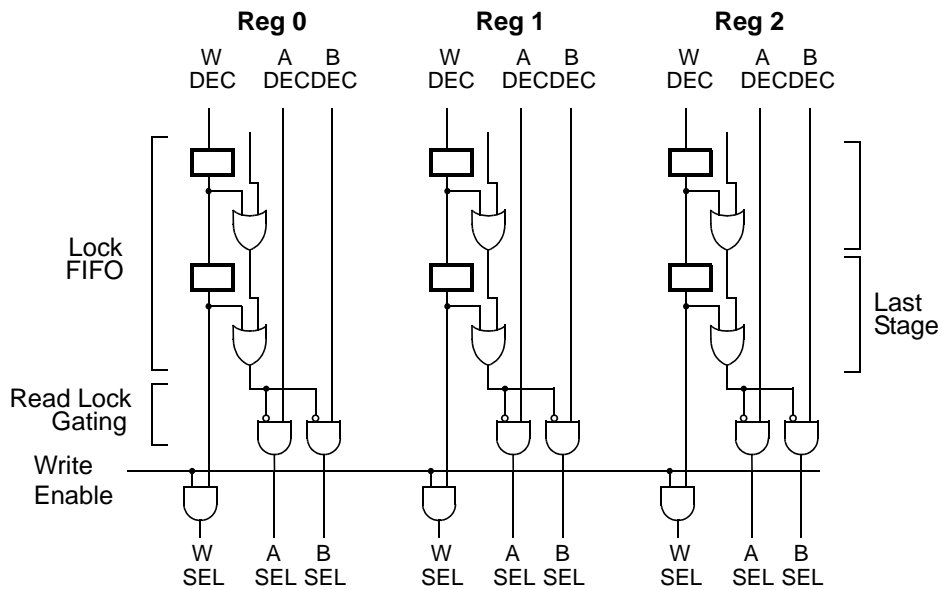 Reg 0 Reg 1 Reg 2
W A B W A B W A B
DEC DECDEC DEC DECDEC DEC DECDEC
Lock
FIFO
Last
Stage
Read Lock
Gating
Write
Enable
W A B W A B W A B
SEL SEL SEL SEL SEL SEL SEL SEL SEL